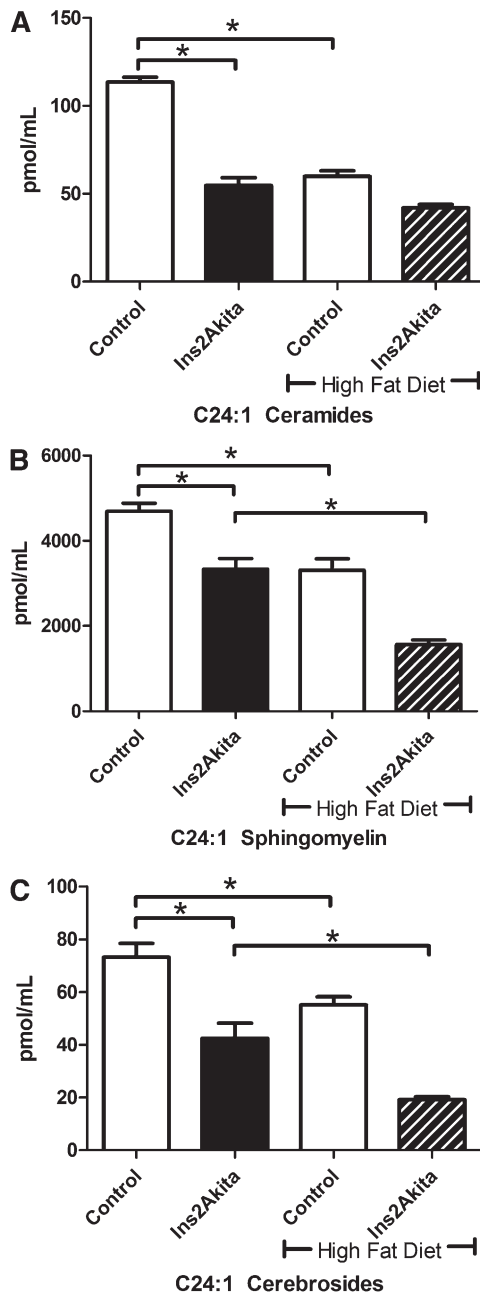 A
150
*
*
100
pmol/mL
50
0
Control
Ins2Akita
Control
Ins2Akita
High Fat Diet
C24:1 Ceramides
B
6000
*
*
*
4000
pmol/mL
2000
0
Control
Ins2Akita
Control
Ins2Akita
High Fat Diet
C24:1 Sphingomyelin
C
100
*
*
80
*
60
pmol/mL
40
20
0
Control
Ins2Akita
Control
Ins2Akita
High Fat Diet
C24:1 Cerebrosides